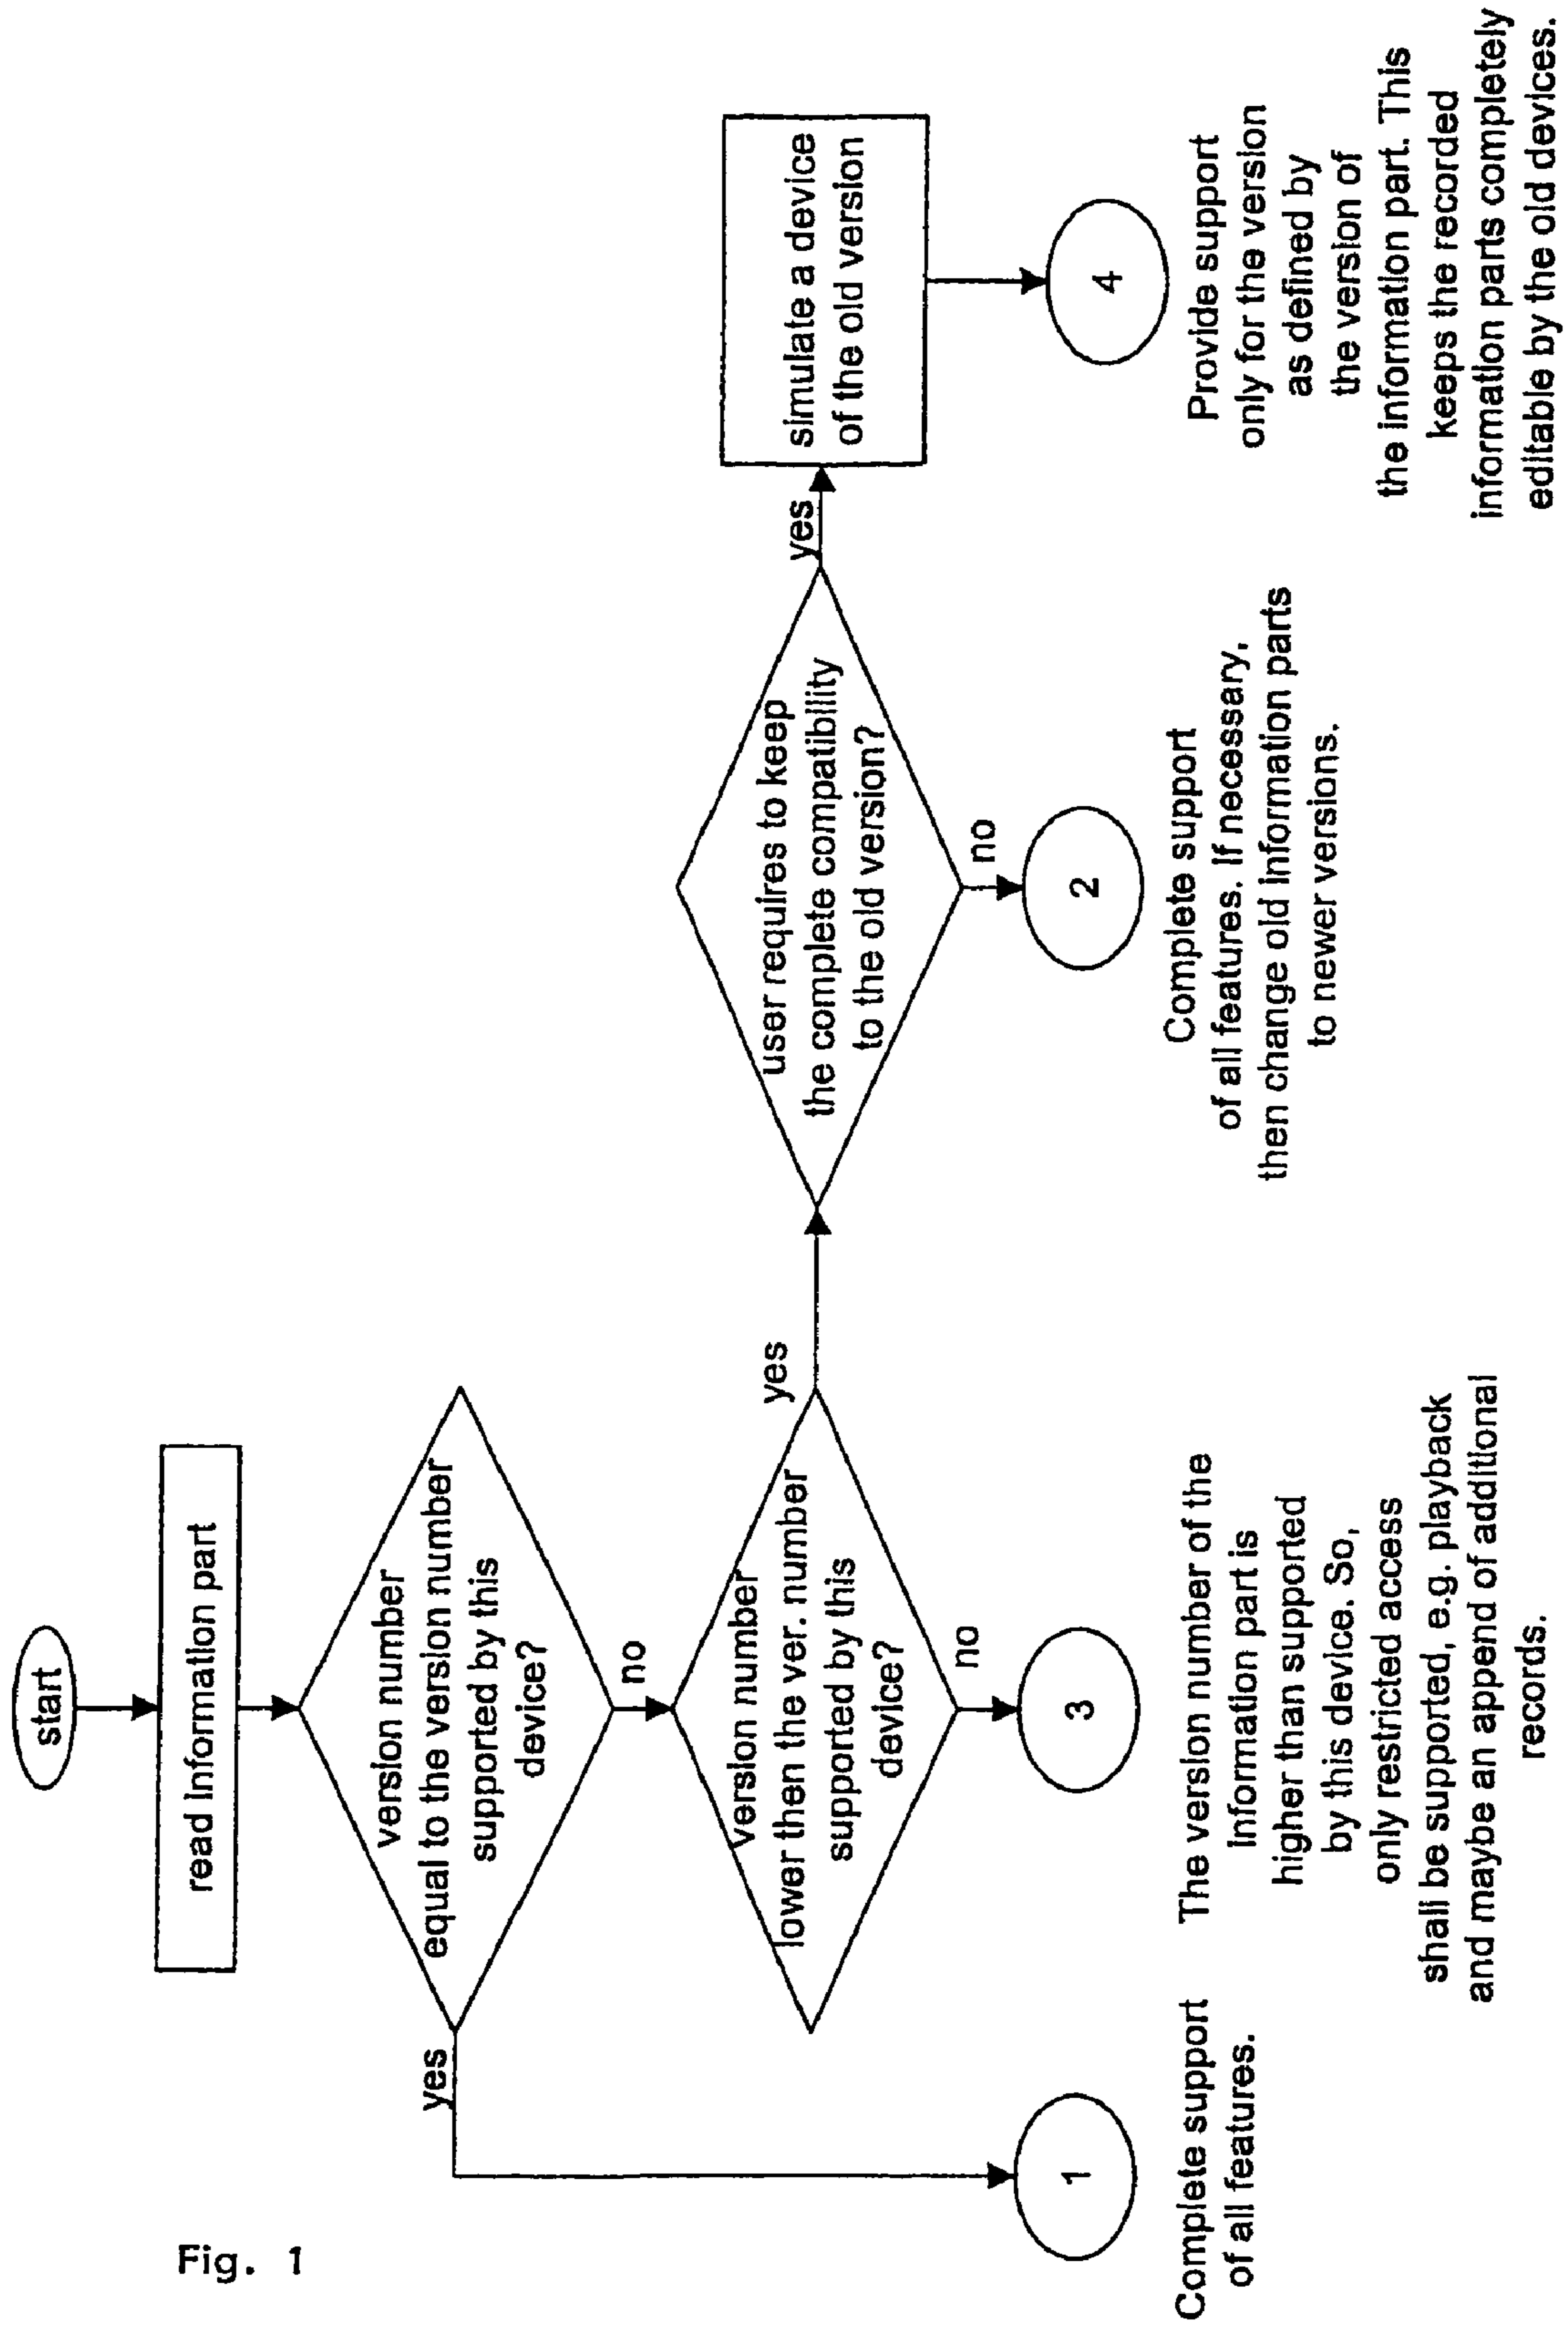 start
read Information part
version number
equal to the version number
supported by this
device?
yes
no
version number
lower then the ver. number
supported by this
device?
yes
no
user requires to keep
the complete compatibility
to the old version?
yes
no
simulate a device
of the old version
1
Complete support
of all features.
3
The version number of the
Information part is
higher than supported
by this device. So,
only restricted access
shall be supported, e.g. playback
and maybe an append of additional
records.
2
Complete support
of all features. If necessary,
then change old information parts
to newer versions.
4
Provide support
only for the version
as defined by
the version of
the information part. This
keeps the recorded
information parts completely
editable by the old devices.
Fig. 1